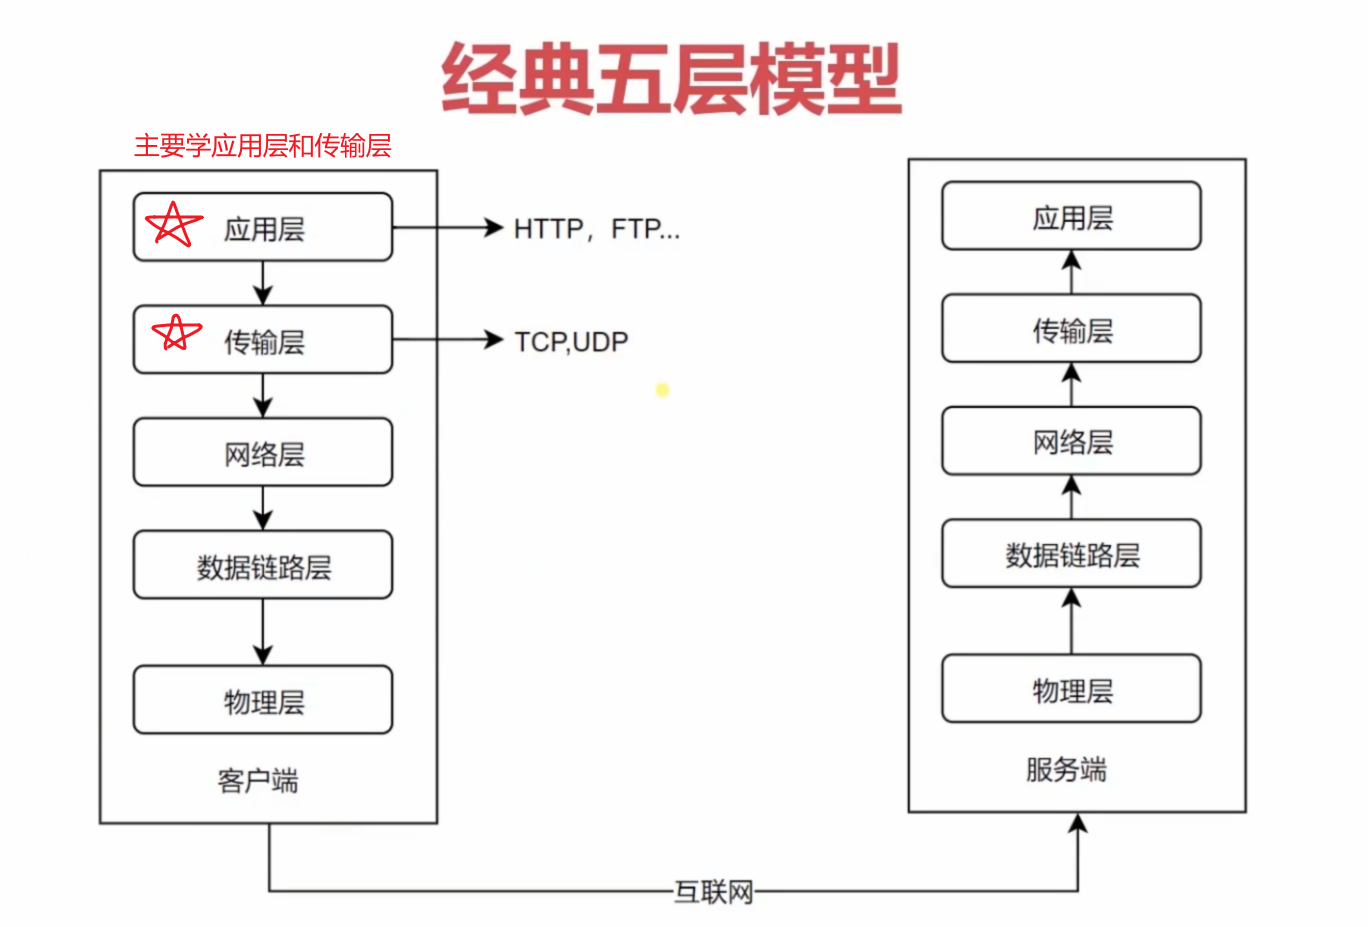 经典五层模型
主要学应用层和传输层
应用层
HTTP，FTP...
传输层
TCP,UDP
网络层
数据链路层
物理层
客户端
应用层
传输层
网络层
数据链路层
物理层
服务端
互联网